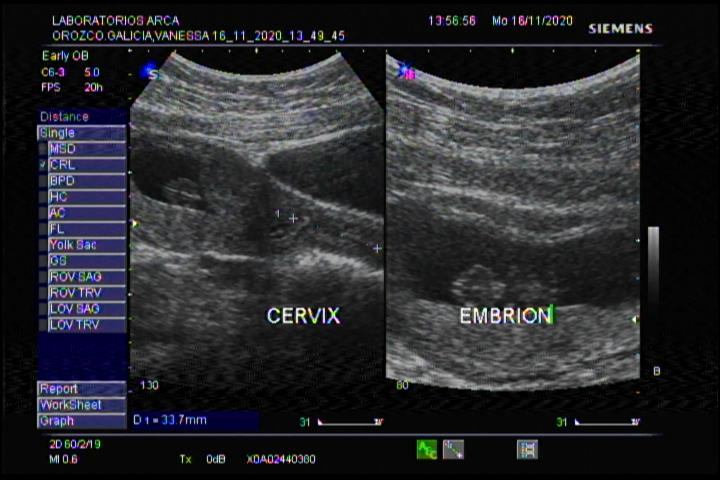 LABORATORIOS ARCA
13:56:56 Mo 16/11/2020
SIEMENS
OROZCO.GALICIA,VANESSA 16_11_2020_13_49_45
Early OB
C6-3 5.0
FPS 20h
Distance
Single
MSD
CRL
BPD
HC
AC
FL
Yolk Sac
GS
ROV SAG
ROV TRV
LOV SAG
LOV TRV
S
1
CERVIX
EMBRION
B
130
60
Report
WorkSheet
Graph
D 1 = 33.7mm
31
31
2D 60/2/19
MI 0.6
Tx 0dB X0A02440380